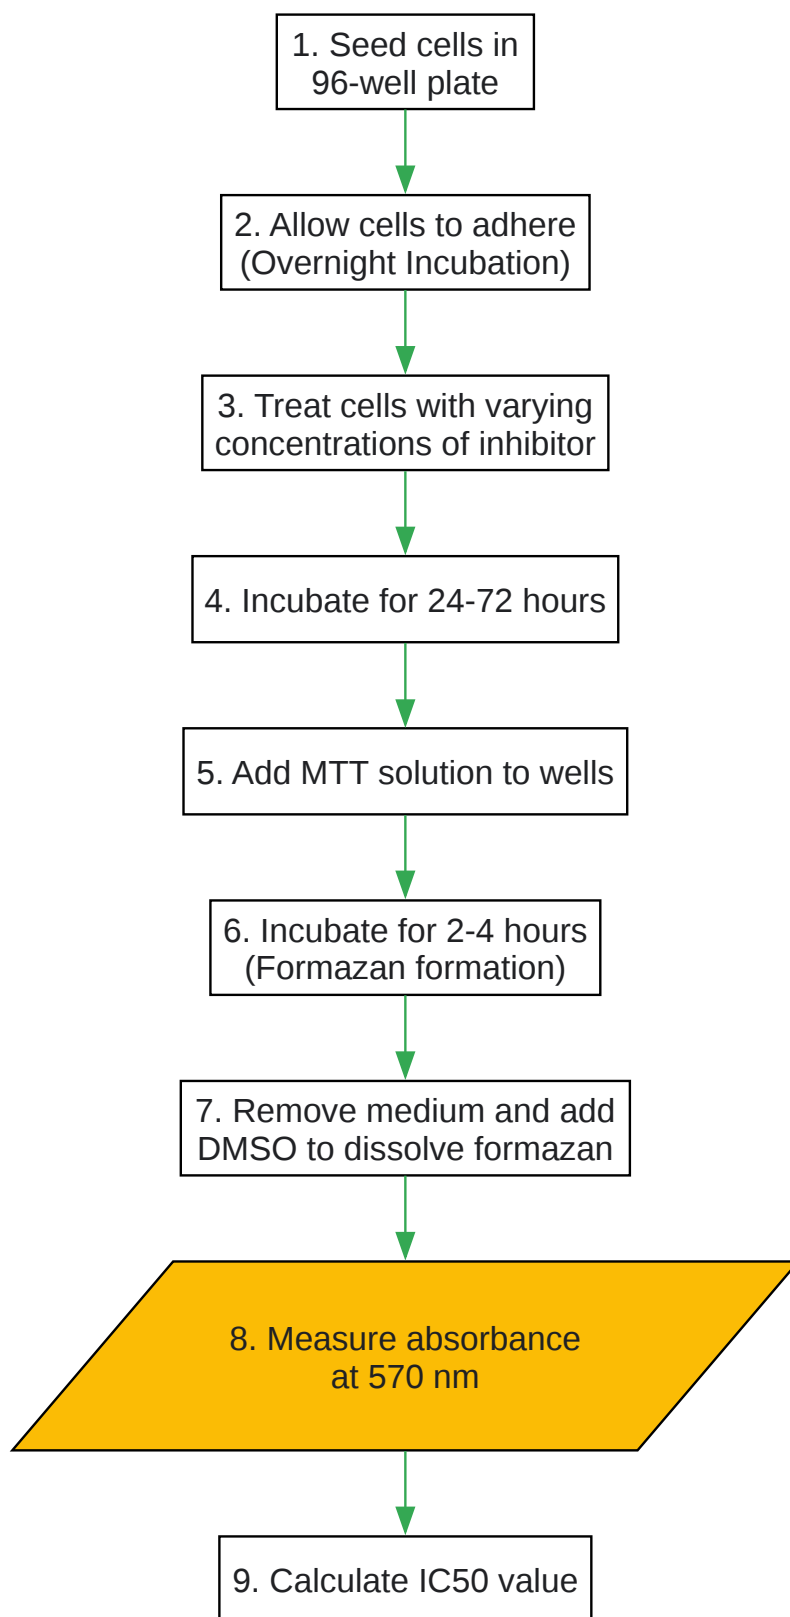 1. Seed cells in
96-well plate
2. Allow cells to adhere
(Overnight Incubation)
3. Treat cells with varying
concentrations of inhibitor
4. Incubate for 24-72 hours
5. Add MTT solution to wells
6. Incubate for 2-4 hours
(Formazan formation)
7. Remove medium and add
DMSO to dissolve formazan
8. Measure absorbance
at 570 nm
9. Calculate IC50 value